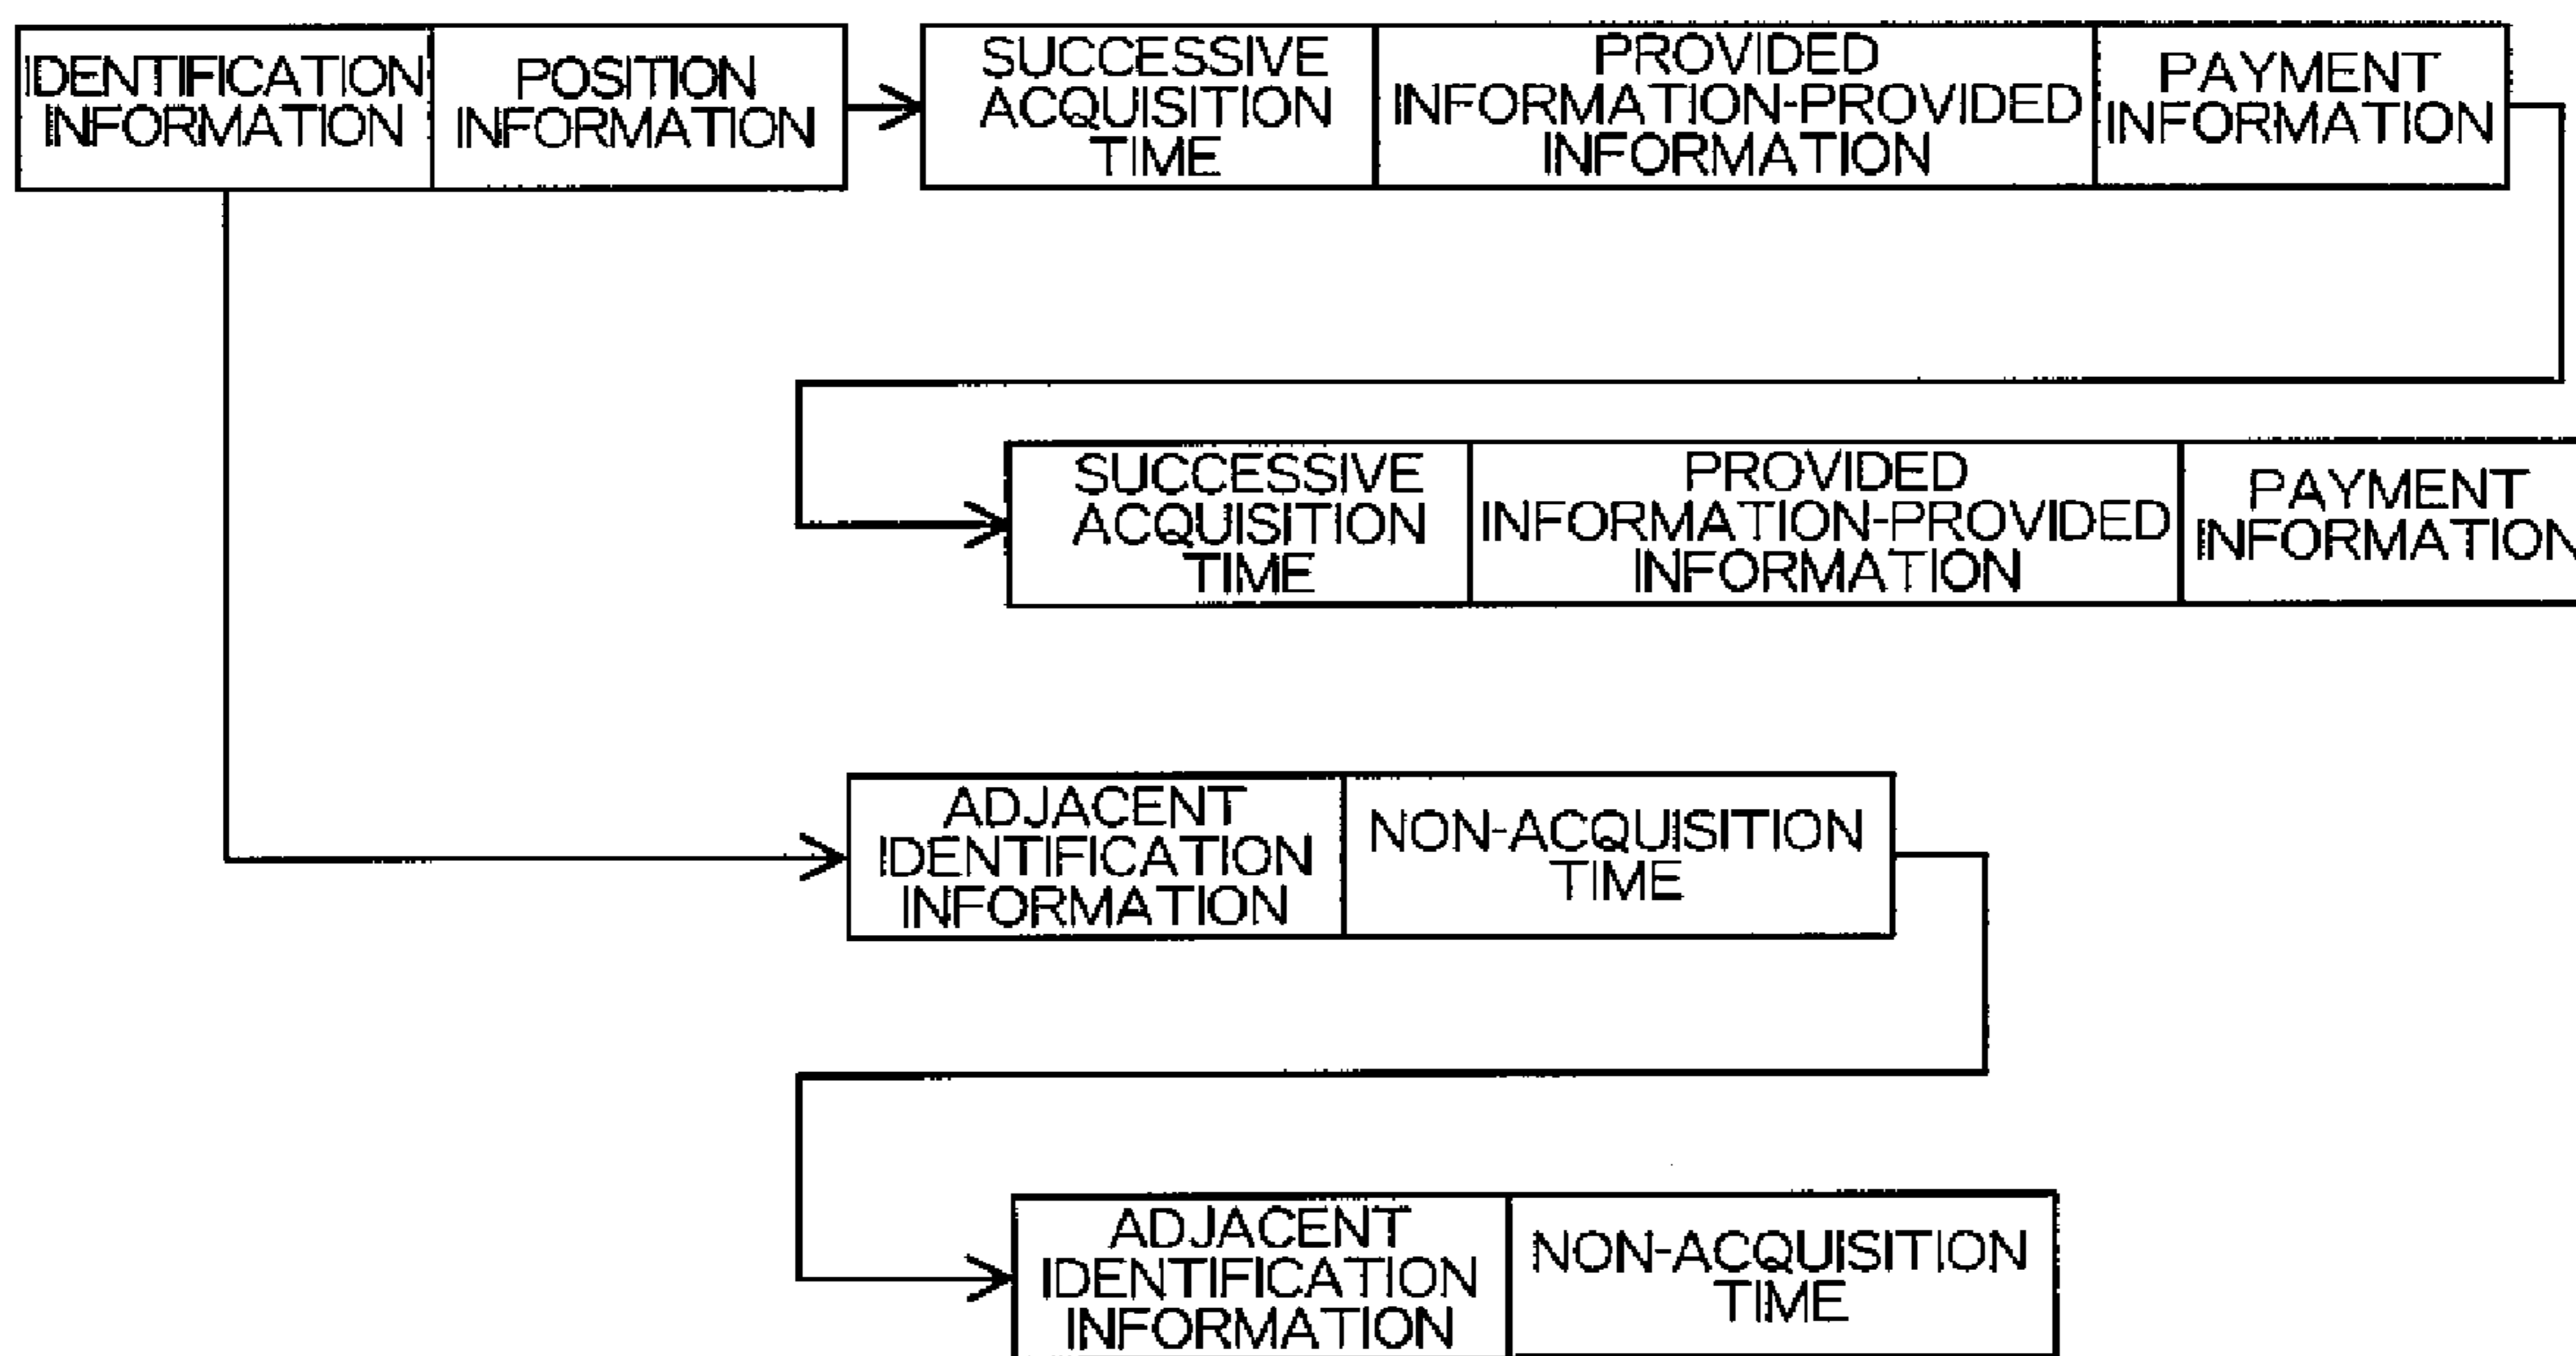 IDENTIFICATION
INFORMATION
POSITION
INFORMATION
SUCCESSIVE
ACQUISITION
TIME
PROVIDED
INFORMATION-PROVIDED
INFORMATION
PAYMENT
INFORMATION
SUCCESSIVE
ACQUISITION
TIME
PROVIDED
INFORMATION-PROVIDED
INFORMATION
PAYMENT
INFORMATION
ADJACENT
IDENTIFICATION
INFORMATION
NON-ACQUISITION
TIME
ADJACENT
IDENTIFICATION
INFORMATION
NON-ACQUISITION
TIME